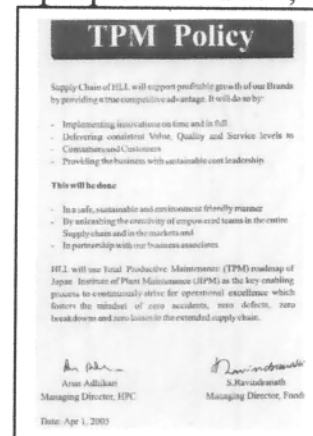 TPM Policy
Supply Chain of HLL will support profitable growth of our Brands
by providing a true competitive advantage. It will do so by:
- Implementing innovations on time and in full
- Delivering consistent Value, Quality and Service levels to
- Consumers and Customers
- Providing the business with sustainable cost leadership
This will be done
- In a safe, sustainable and environment friendly manner
- By unleashing the creativity of empowered teams in the entire
Supply chain and in the markets and
- In partnership with our business associates
HLL will use Total Productive Maintenance (TPM) roadmap of
Japan Institute of Plant Maintenance (JIPM) as the key enabling
process to continuously strive for operational excellence which
fosters the mindset of zero accidents, zero defects, zero
breakdowns and zero losses in the extended supply chain.
S.Ravindranath
Arun Adhikari
Managing Director, HPC
Managing Director, Foods
Date: Apr 1, 2005